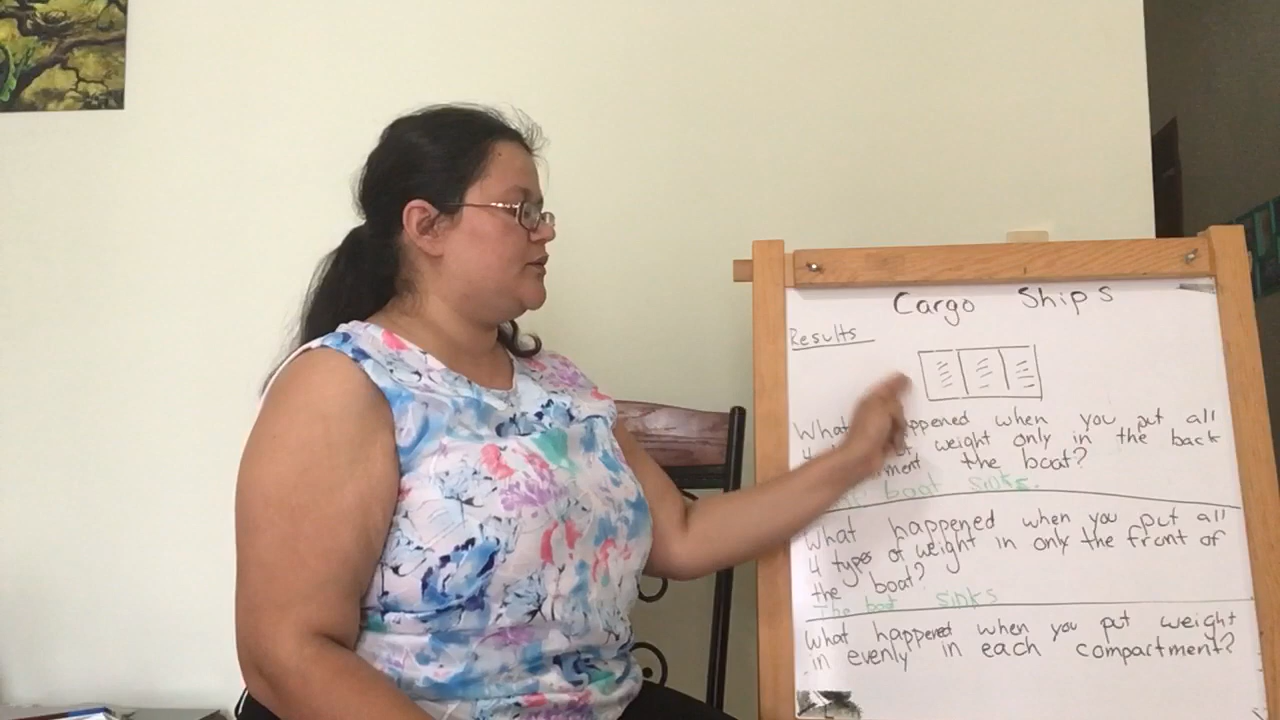 Cargo Ships
Results
What happened when you put all
4 weight only in the back
the boat?
boat sinks.
What happened when you put all
4 types of weight in only the front of
the boat?
The boat sinks
What happened when you put weight
in evenly in each compartment?